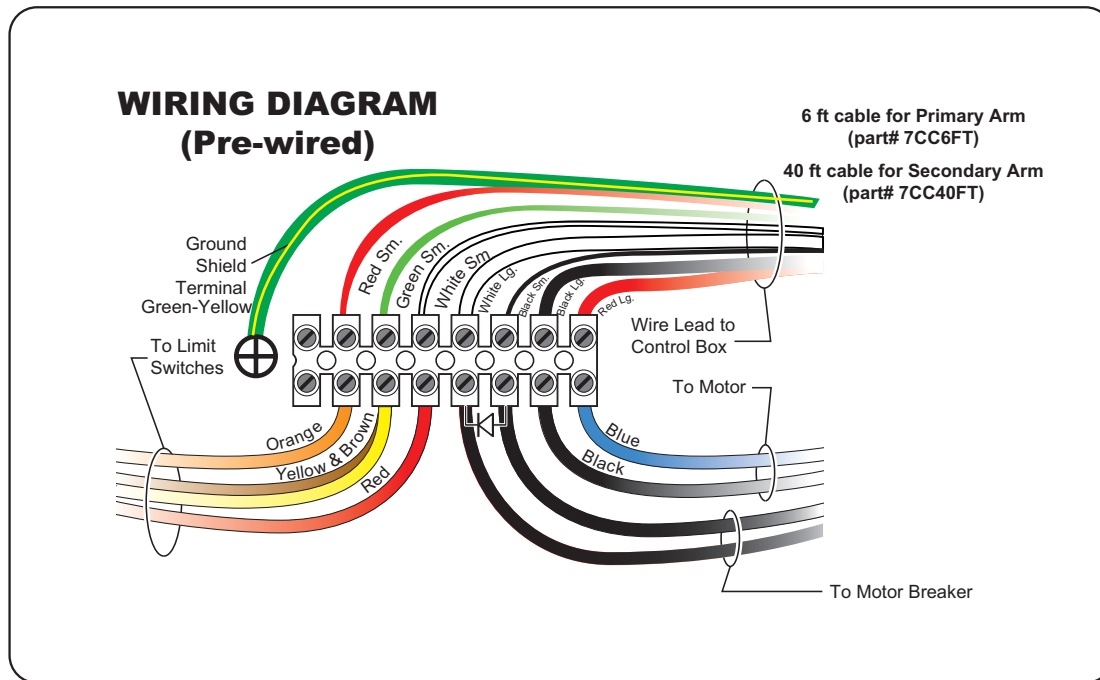 WIRING DIAGRAM
(Pre-wired)
6 ft cable for Primary Arm
(part# 7CC6FT)
40 ft cable for Secondary Arm
(part# 7CC40FT)
Ground
Shield
Terminal
Green-Yellow
Red Sm.
Green Sm.
White Sm
White Lg.
Black Sm.
Black Lg.
Red Lg.
Wire Lead to
Control Box
To Limit
Switches
To Motor
Orange
Yellow & Brown
Red
Blue
Black
To Motor Breaker